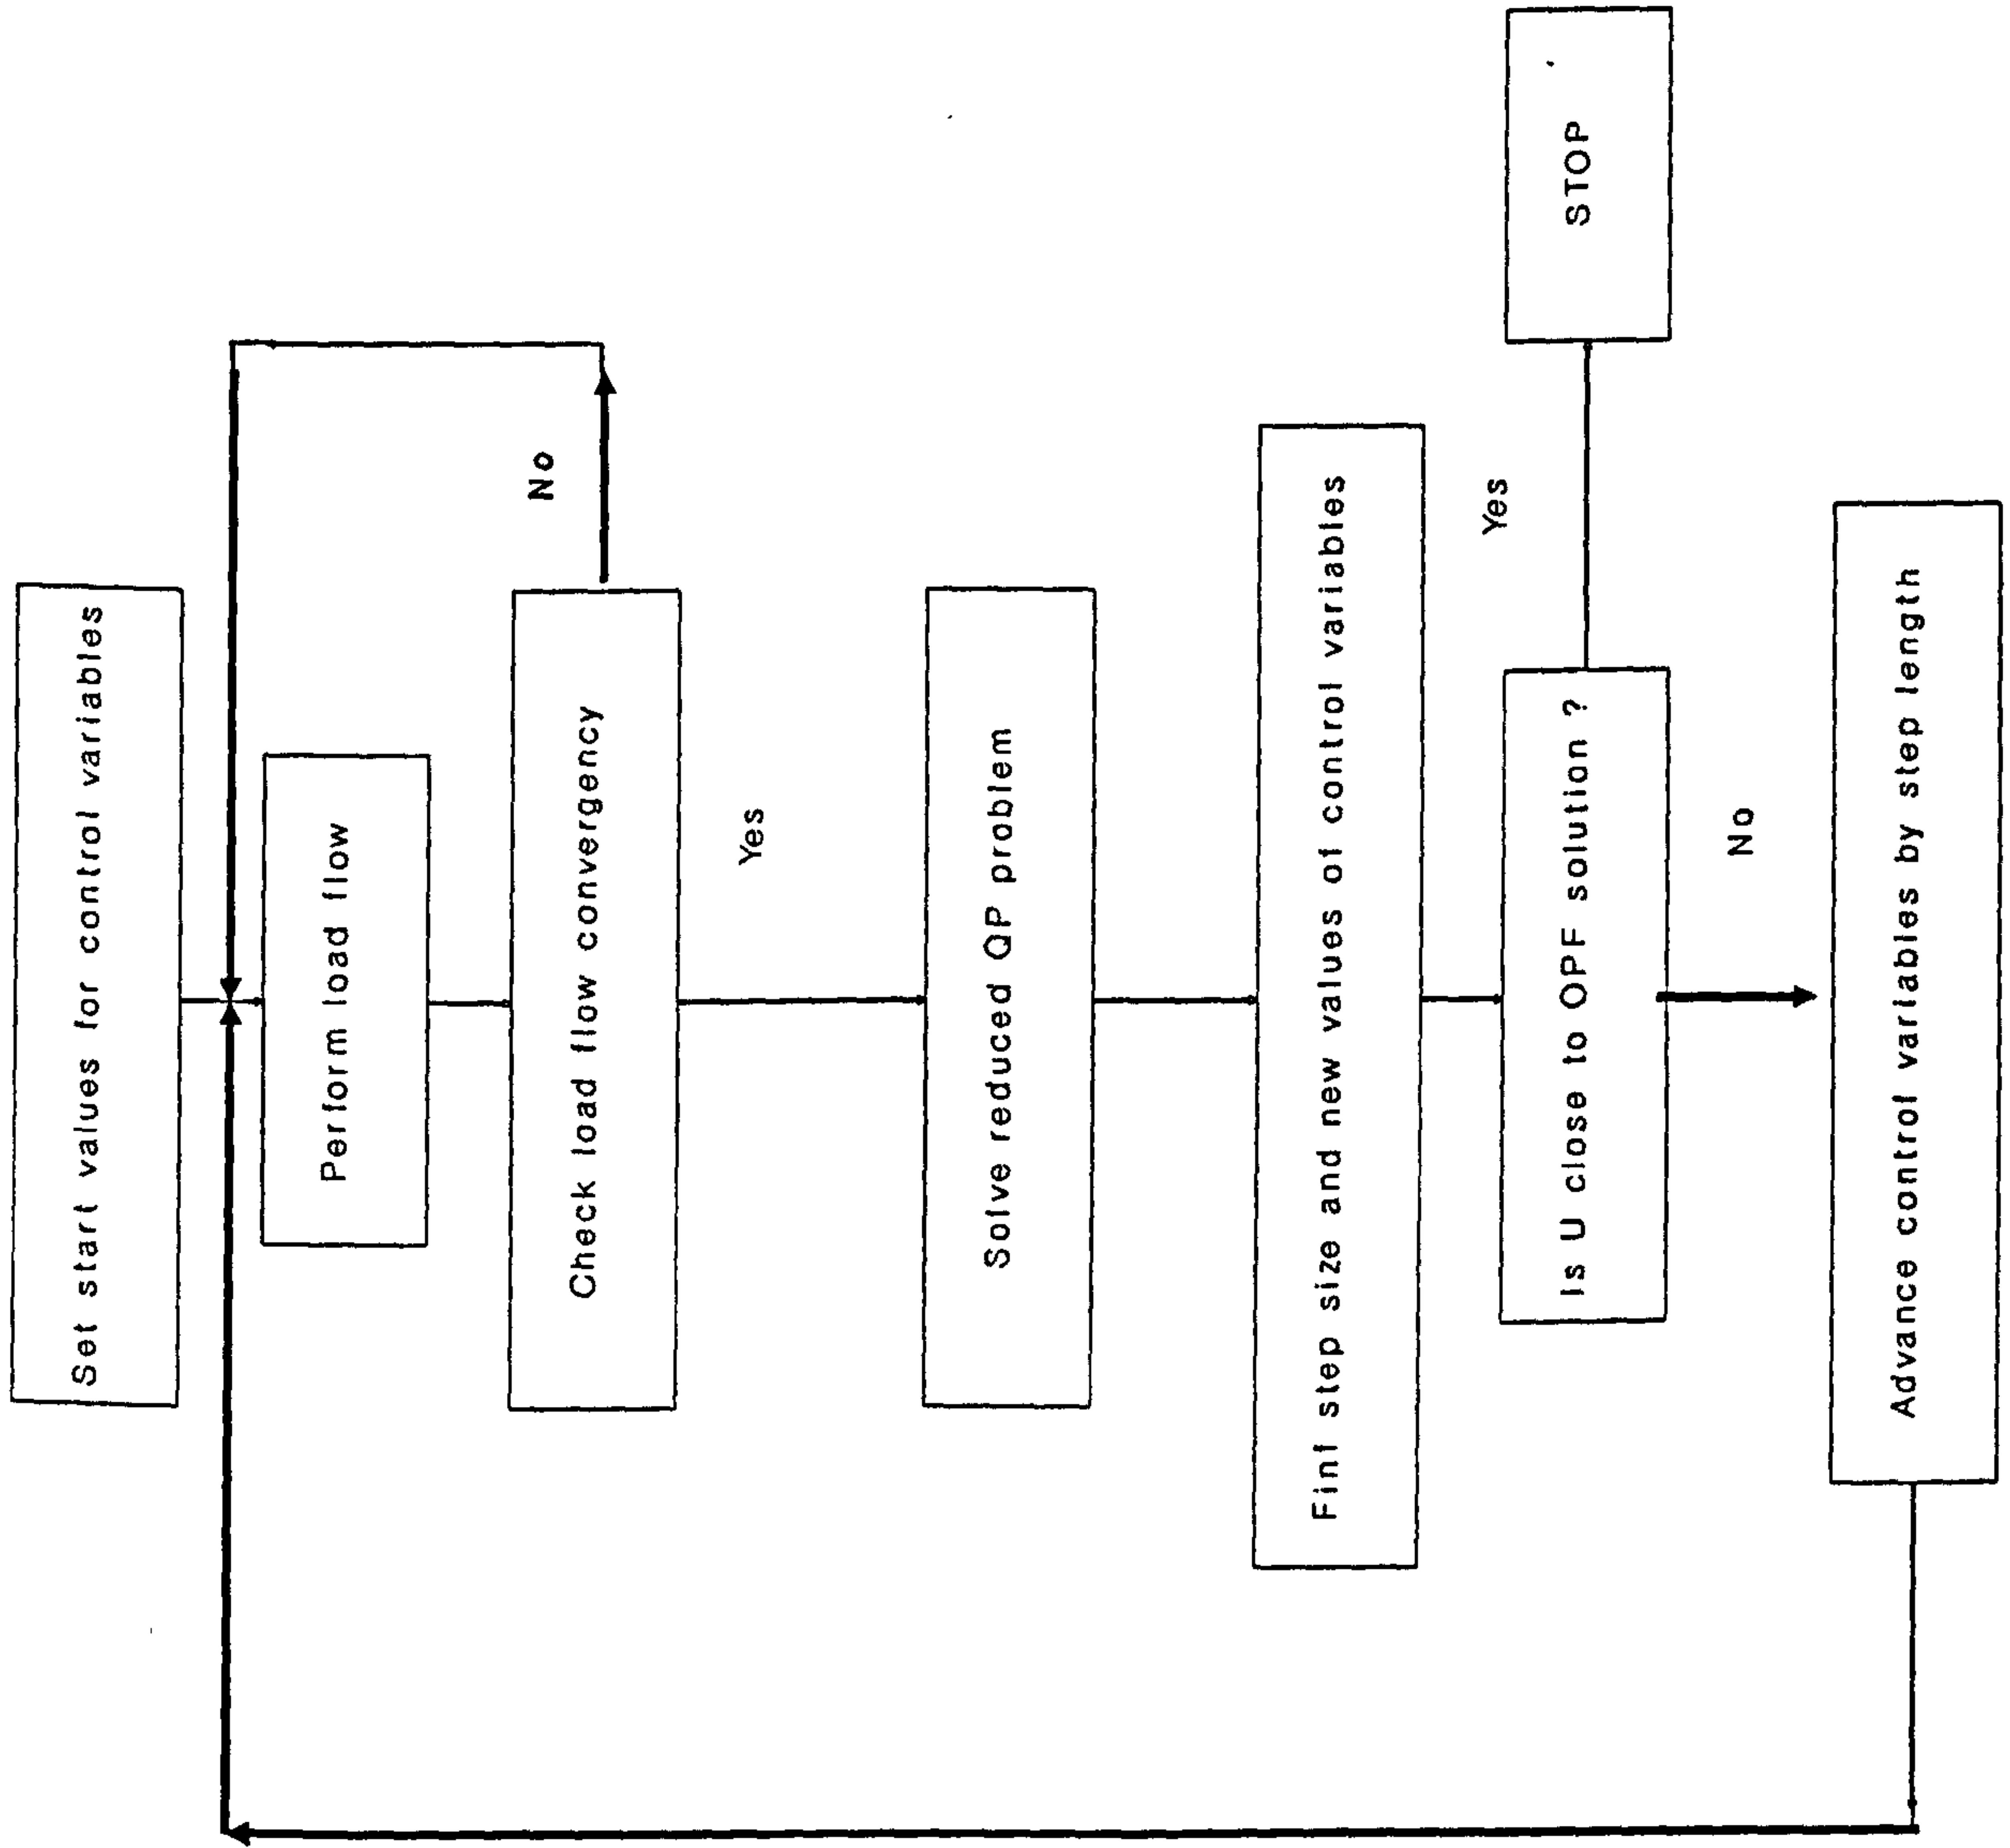 Set start values for control variables
Perform load flow
Check load flow convergency
No
Yes
Solve reduced QP problem
Fint step size and new values of control variables
Yes
Is U close to OPF solution ?
STOP
No
Advance control variables by step length